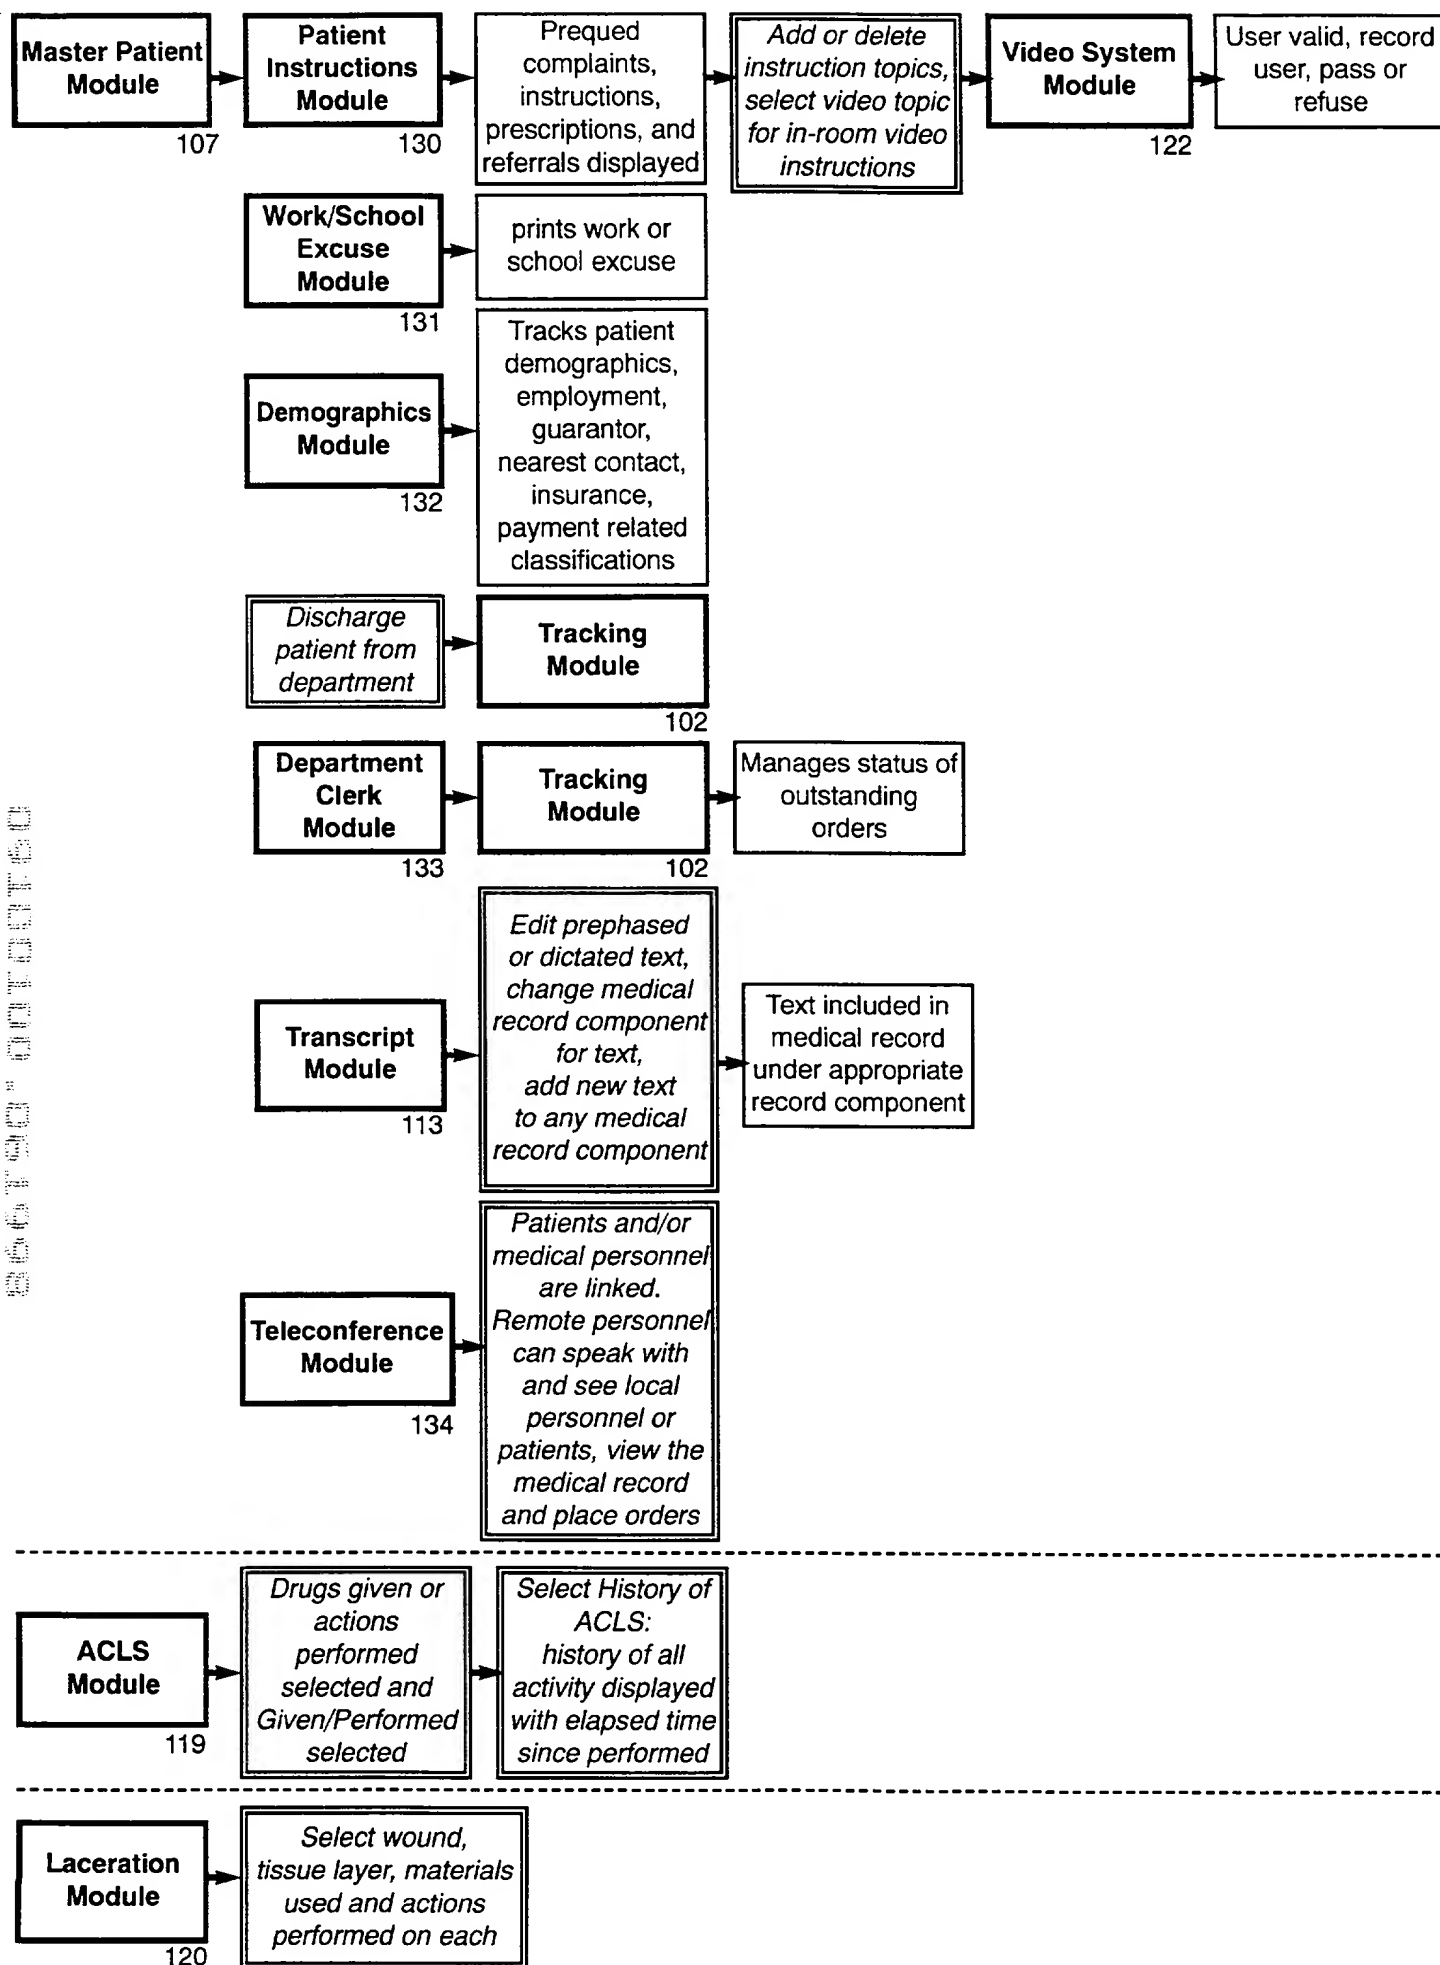 Master Patient
Module
107
Patient
Instructions
Module
130
Prequed
complaints,
instructions,
prescriptions, and
referrals displayed
Add or delete
instruction topics,
select video topic
for in-room video
instructions
Video System
Module
122
User valid, record
user, pass or
refuse
Work/School
Excuse
Module
131
prints work or
school excuse
Demographics
Module
132
Tracks patient
demographics,
employment,
guarantor,
nearest contact,
insurance,
payment related
classifications
Discharge
patient from
department
Tracking
Module
102
Department
Clerk
Module
133
Tracking
Module
102
Manages status of
outstanding
orders
Transcript
Module
113
Edit prephased
or dictated text,
change medical
record component
for text,
add new text
to any medical
record component
Text included in
medical record
under appropriate
record component
Teleconference
Module
134
Patients and/or
medical personnel
are linked.
Remote personnel
can speak with
and see local
personnel or
patients, view the
medical record
and place orders
ACLS
Module
119
Drugs given or
actions
performed
selected and
Given/Performed
selected
Select History of
ACLS:
history of all
activity displayed
with elapsed time
since performed
Laceration
Module
120
Select wound,
tissue layer, materials
used and actions
performed on each